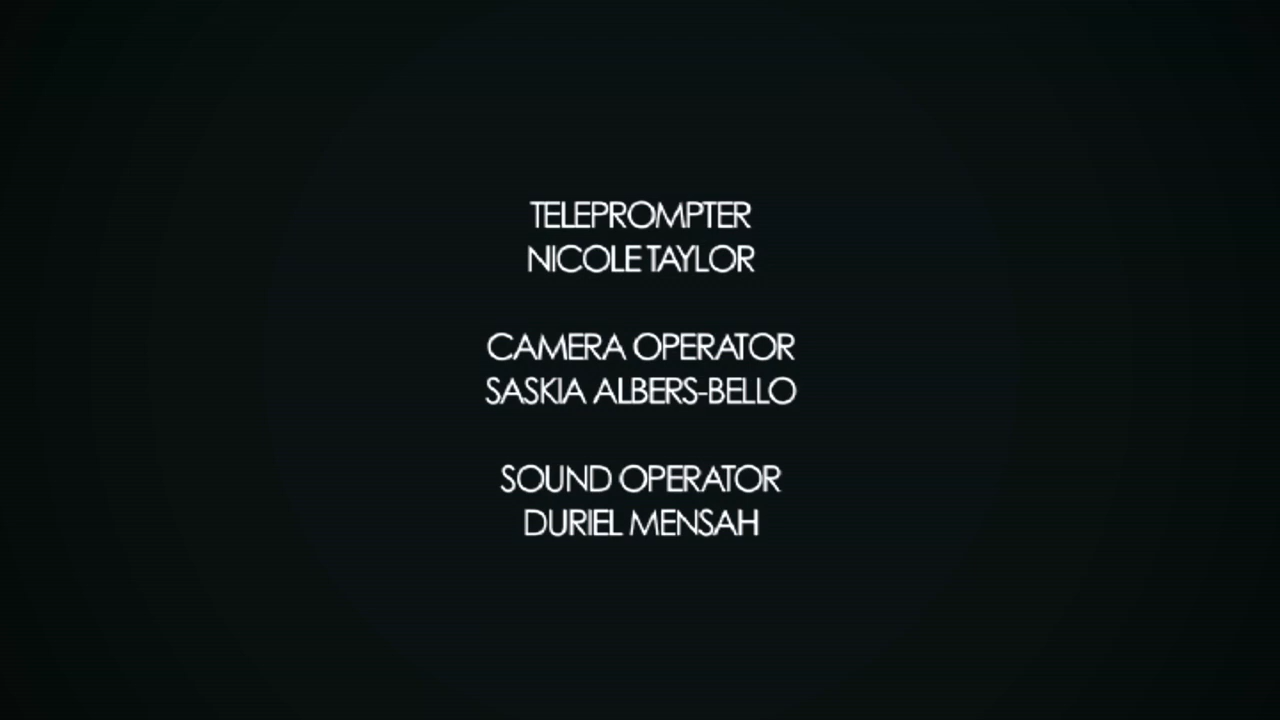 TELEPROMPTER
NICOLE TAYLOR
CAMERA OPERATOR
SASKIA ALBERS-BELLO
SOUND OPERATOR
DURIEL MENSAH